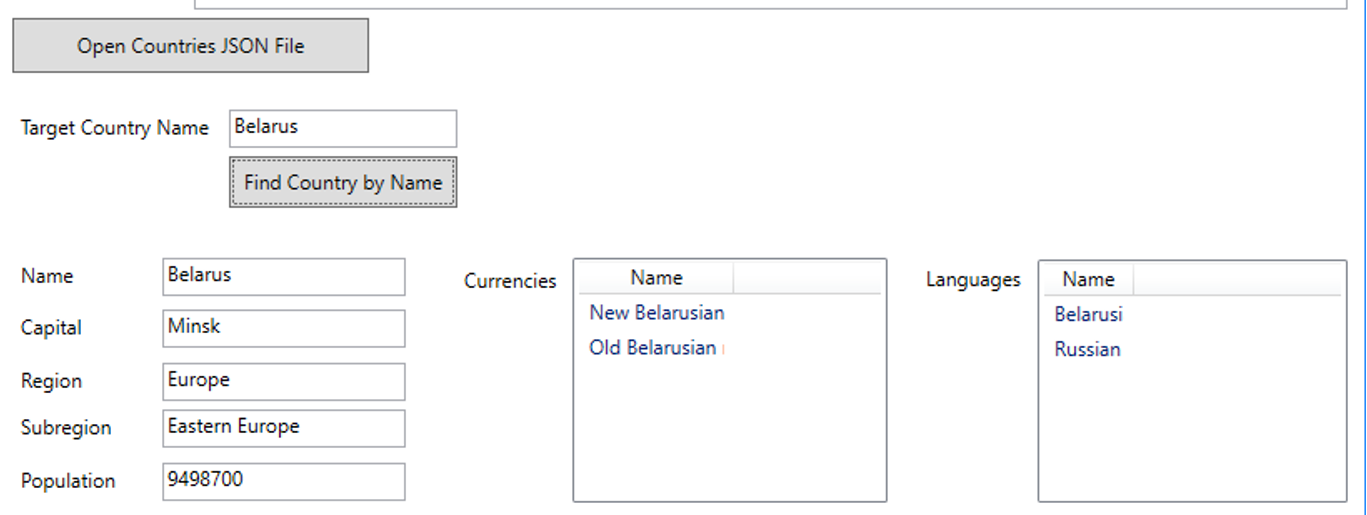 Open Countries JSON File
Target Country Name Belarus
Find Country by Name
Name Belarus
Capital Minsk
Region Europe
Subregion Eastern Europe
Population 9498700
Currencies
Name
New Belarusian
Old Belarusian
Languages
Name
Belarusi
Russian